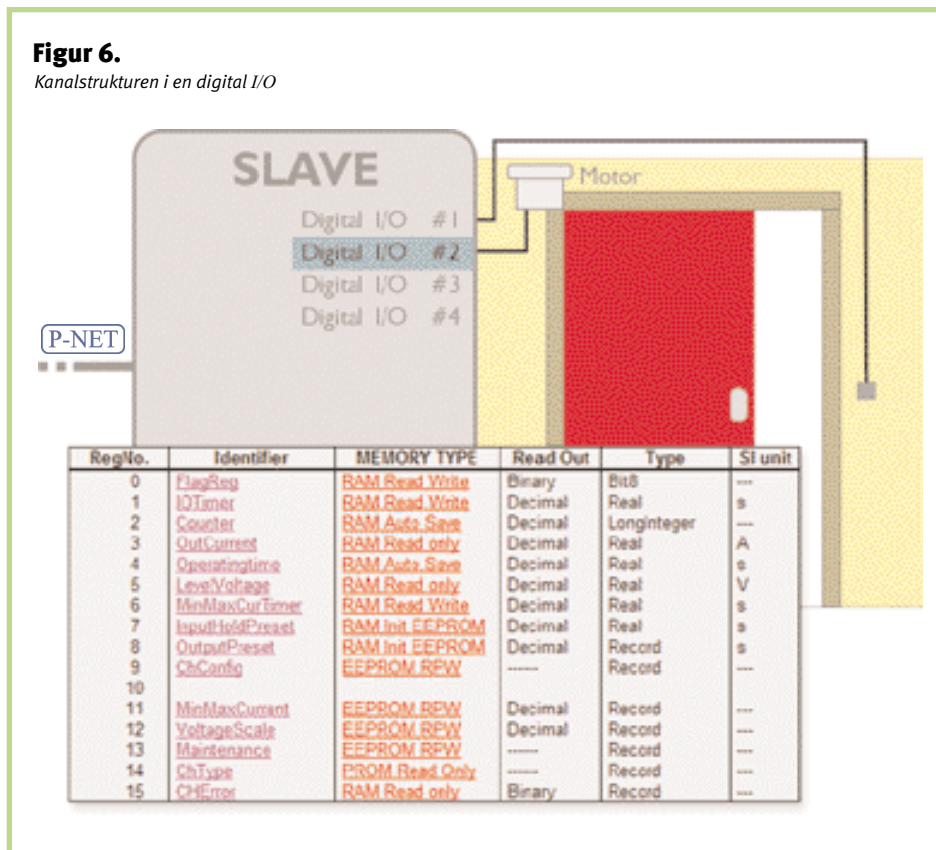 Figur 6.
Kanalstrukturen i en digital I/O
SLAVE
Motor
Digital I/O #1
Digital I/O #2
Digital I/O #3
Digital I/O #4
P-NET
RegNo. Identifier MEMORY TYPE Read Out Type SI unit
0 FlagReg RAM Read Write Binary Bit8 ---
1 IOTimer RAM Read Write Decimal Real s
2 Counter RAM Auto Save Decimal LongInteger ---
3 OutCurrent RAM Read only Decimal Real A
4 Operatingtime RAM Auto Save Decimal Real s
5 LevelVoltage RAM Read only Decimal Real V
6 MinMaxCurTimer RAM Read Write Decimal Real s
7 InputHoldPreset RAM Init EEPROM Decimal Real s
8 OutputPreset RAM Init EEPROM Decimal Record s
9 ChConfig EEPROM RPW ------ Record ---
10
11 MinMaxCurrent EEPROM RPW Decimal Record ---
12 VoltageScale EEPROM RPW Decimal Record ---
13 Maintenance EEPROM RPW ------ Record ---
14 ChType PROM Read Only ------ Record ---
15 CHError RAM Read only Binary Record ---